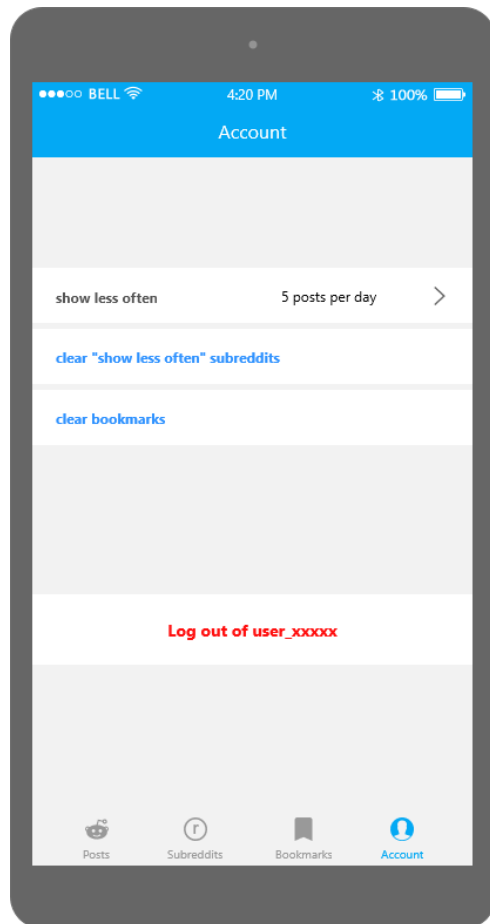 BELL 4:20 PM 100%
Account
show less often 5 posts per day
clear "show less often" subreddits
clear bookmarks
Log out of user_xxxxx
r
Posts Subreddits Bookmarks Account